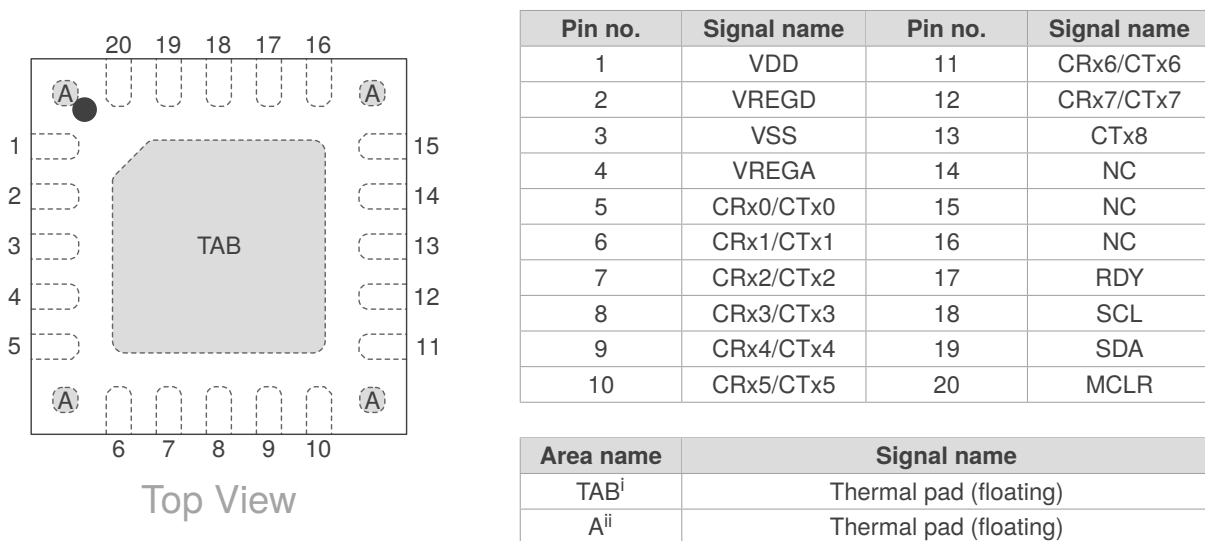 20 19 18 17 16
A A
1 15
2 14
3 TAB 13
4 12
5 11
A A
6 7 8 9 10
Top View
Pin no. Signal name Pin no. Signal name
1 VDD 11 CRx6/CTx6
2 VREGD 12 CRx7/CTx7
3 VSS 13 CTx8
4 VREGA 14 NC
5 CRx0/CTx0 15 NC
6 CRx1/CTx1 16 NC
7 CRx2/CTx2 17 RDY
8 CRx3/CTx3 18 SCL
9 CRx4/CTx4 19 SDA
10 CRx5/CTx5 20 MCLR
Area name Signal name
TABⁱ Thermal pad (floating)
Aⁱⁱ Thermal pad (floating)